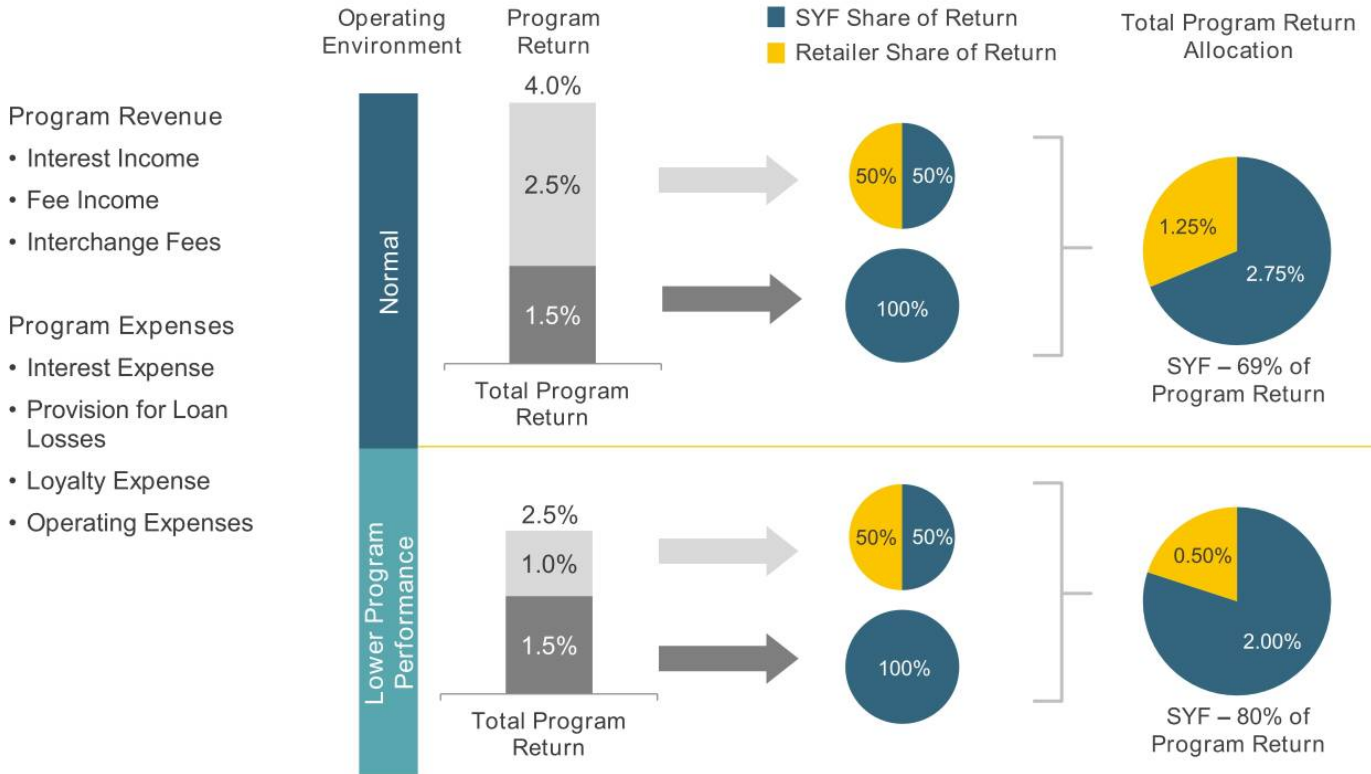 Operating
Environment
Program
Return
SYF Share of Return
Retailer Share of Return
Total Program Return
Allocation
Program Revenue
• Interest Income
• Fee Income
• Interchange Fees
Program Expenses
• Interest Expense
• Provision for Loan
Losses
• Loyalty Expense
• Operating Expenses
Normal
4.0%
2.5%
1.5%
Total Program
Return
50%
50%
100%
1.25%
2.75%
SYF – 69% of
Program Return
Lower Program
Performance
2.5%
1.0%
1.5%
Total Program
Return
50%
50%
100%
0.50%
2.00%
SYF – 80% of
Program Return